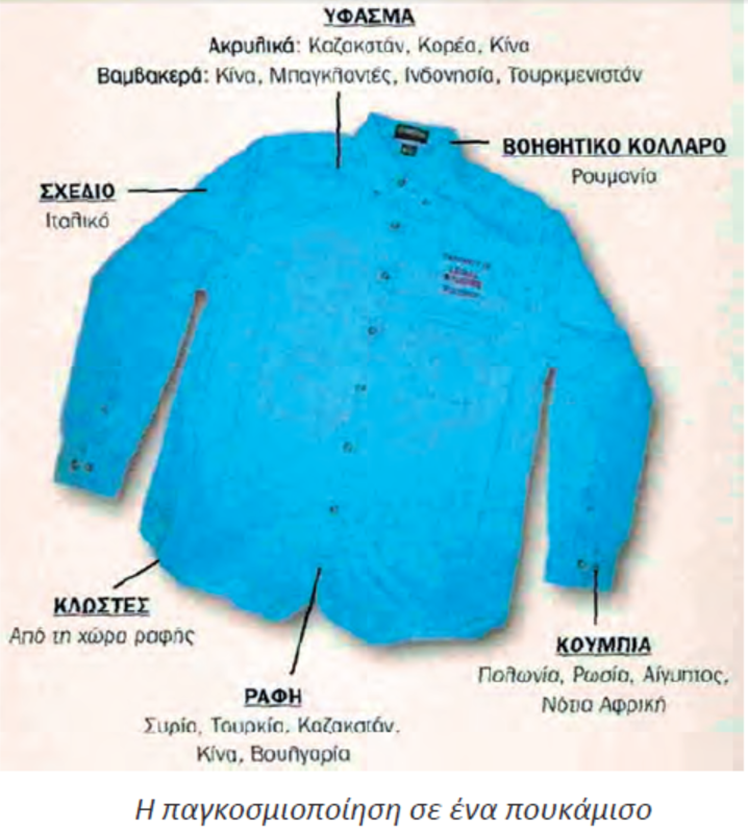 ΥΦΑΣΜΑ
Ακρυλικά: Καζακστάν, Κορέα, Κίνα
Βαμβακερά: Κίνα, Μπαγκλαντές, Ινδονησία, Τουρκμενιστάν
ΒΟΗΘΗΤΙΚΟ ΚΟΛΛΑΡΟ
Ρουμανία
ΣΧΕΔΙΟ
Ιταλικό
ΚΛΩΣΤΕΣ
Από τη χώρα ραφής
ΚΟΥΜΠΙΑ
Πολωνία, Ρωσία, Αίγυπτος,
Νότια Αφρική
ΡΑΦΗ
Συρία, Τουρκία, Καζακστάν,
Κίνα, Βουλγαρία
Η παγκοσμιοποίηση σε ένα πουκάμισο